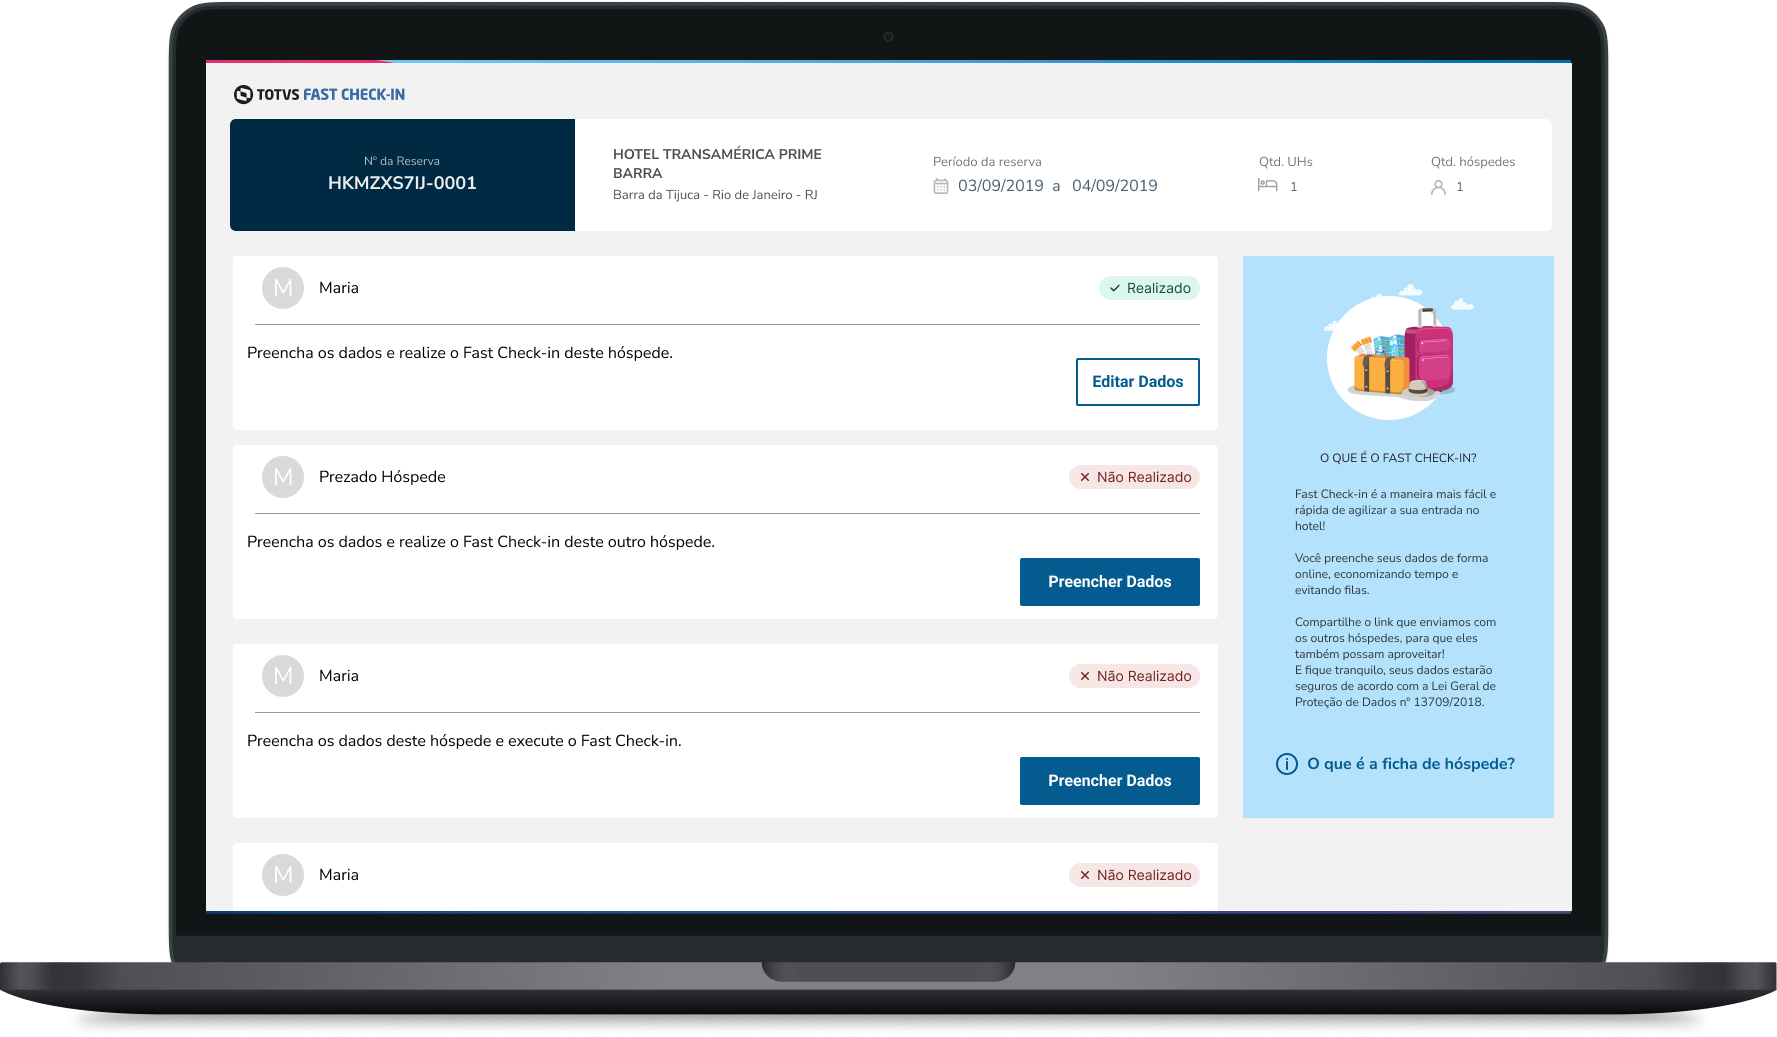 TOTVS FAST CHECK-IN
Nº da Reserva
HKMZXS7IJ-0001
HOTEL TRANSAMÉRICA PRIME
BARRA
Barra da Tijuca - Rio de Janeiro - RJ
Período da reserva
03/09/2019 a 04/09/2019
Qtd. UHs
1
Qtd. hóspedes
1
M Maria
Realizado
Preencha os dados e realize o Fast Check-in deste hóspede.
Editar Dados
M Prezado Hóspede
Não Realizado
Preencha os dados e realize o Fast Check-in deste outro hóspede.
Preencher Dados
M Maria
Não Realizado
Preencha os dados deste hóspede e execute o Fast Check-in.
Preencher Dados
M Maria
Não Realizado
O QUE É O FAST CHECK-IN?
Fast Check-in é a maneira mais fácil e
rápida de agilizar a sua entrada no
hotel!
Você preenche seus dados de forma
online, economizando tempo e
evitando filas.
Compartilhe o link que enviamos com
os outros hóspedes, para que eles
também possam aproveitar!
E fique tranquilo, seus dados estarão
seguros de acordo com a Lei Geral de
Proteção de Dados nº 13709/2018.
O que é a ficha de hóspede?